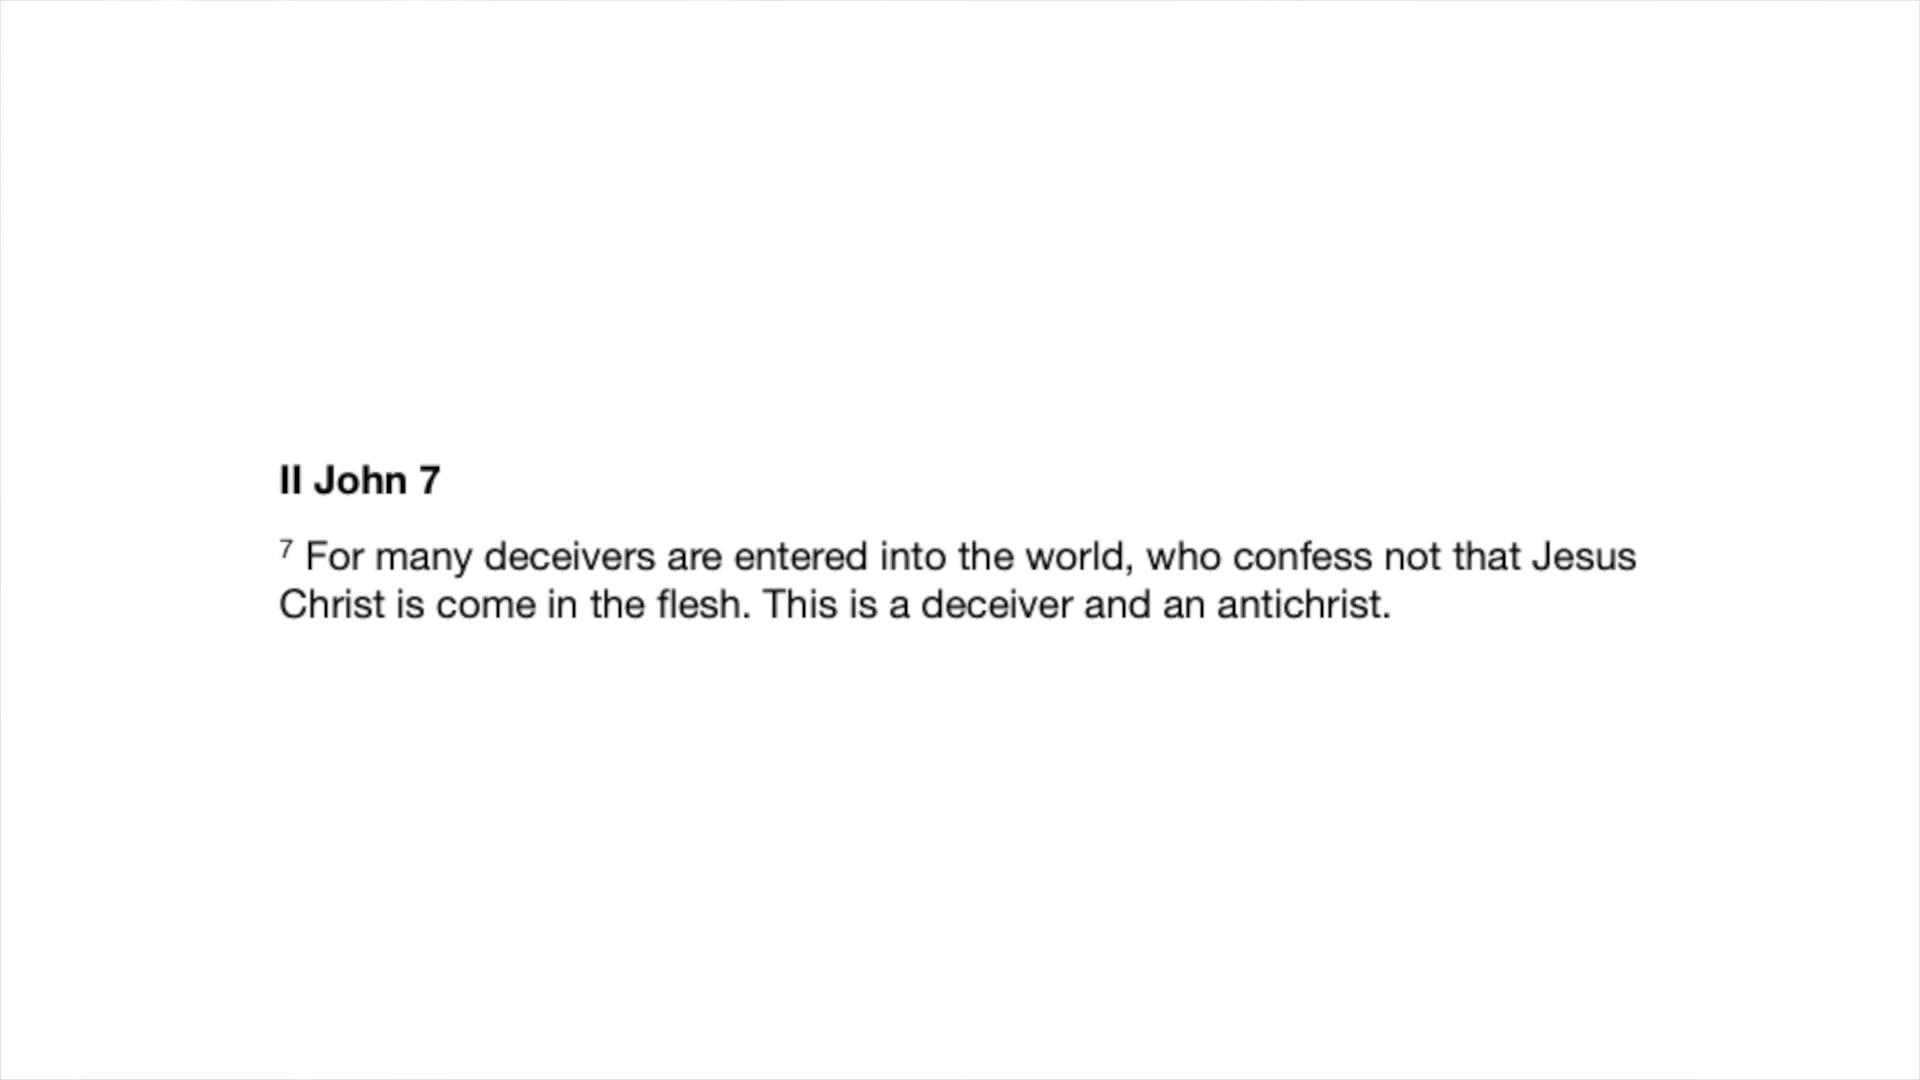 II John 7
7 For many deceivers are entered into the world, who confess not that Jesus
Christ is come in the flesh. This is a deceiver and an antichrist.